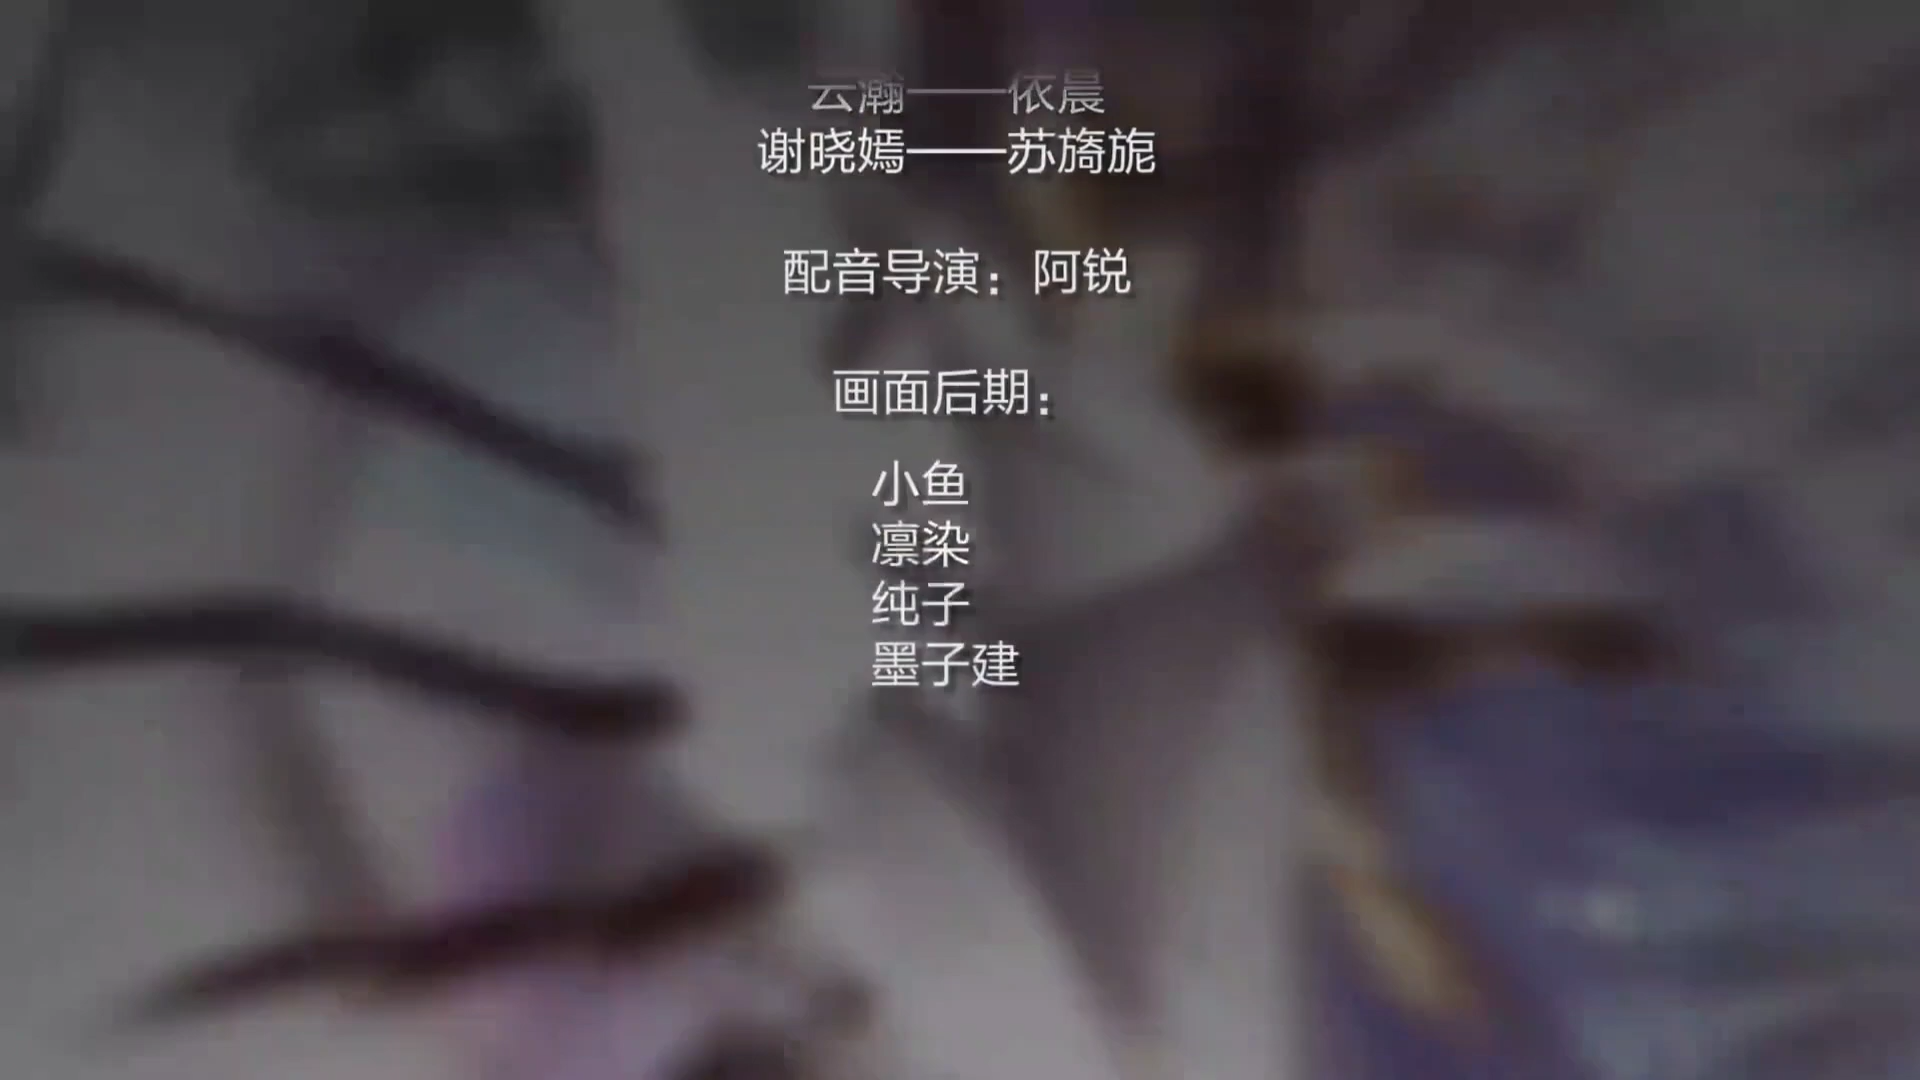 云瀚——依晨
谢晓嫣——苏旖旎
配音导演：阿锐
画面后期：
小鱼
凛染
纯子
墨子建